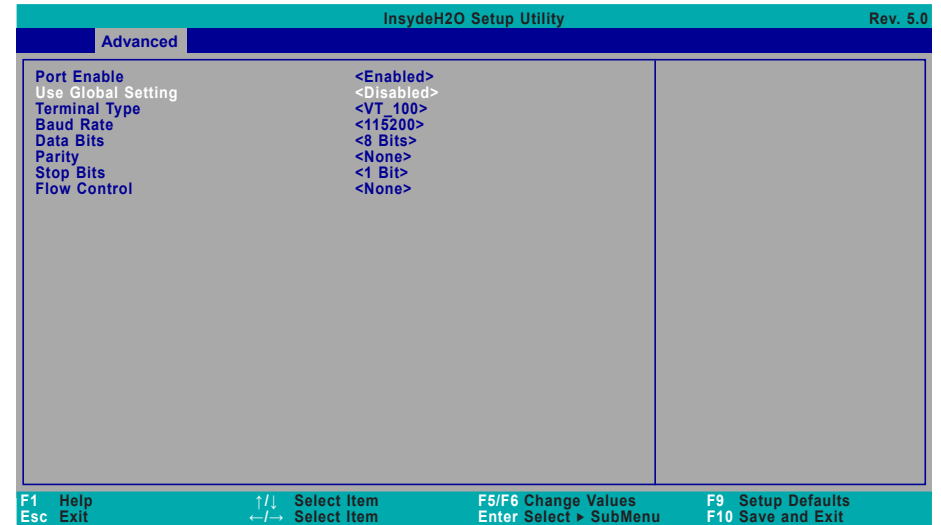 InsydeH2O Setup Utility Rev. 5.0
Advanced
Port Enable <Enabled>
Use Global Setting <Disabled>
Terminal Type <VT_100>
Baud Rate <115200>
Data Bits <8 Bits>
Parity <None>
Stop Bits <1 Bit>
Flow Control <None>
F1 Help ↑/↓ Select Item F5/F6 Change Values F9 Setup Defaults
Esc Exit ←/→ Select Item Enter Select ▸ SubMenu F10 Save and Exit